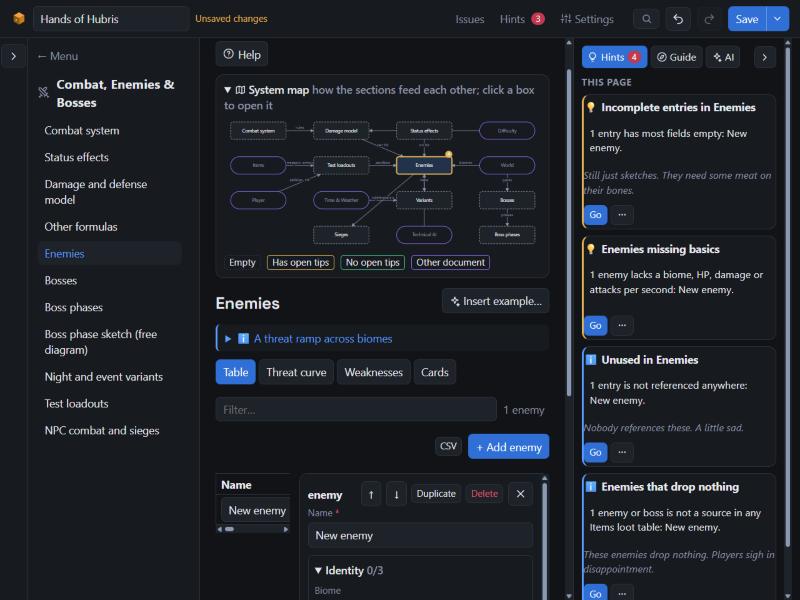 Hands of Hubris
Unsaved changes
Issues
Hints 3
Settings
Save
← Menu
Combat, Enemies &
Bosses
Combat system
Status effects
Damage and defense
model
Other formulas
Enemies
Bosses
Boss phases
Boss phase sketch (free
diagram)
Night and event variants
Test loadouts
NPC combat and sieges
Help
▼ System map how the sections feed each other; click a box
to open it
Combat system
Damage model
Status effects
Difficulty
Items
Test loadouts
Enemies
World
Player
Time & Weather
Variants
Bosses
Sieges
Technical AI
Boss phases
Empty
Has open tips
No open tips
Other document
Enemies
Insert example...
▶ A threat ramp across biomes
Table
Threat curve
Weaknesses
Cards
Filter...
1 enemy
CSV
+ Add enemy
Name
New enemy
enemy
↑
↓
Duplicate
Delete
✕
Name *
New enemy
▼ Identity 0/3
Biome
Hints 4
Guide
AI
THIS PAGE
Incomplete entries in Enemies
1 entry has most fields empty: New
enemy.
Still just sketches. They need some meat on
their bones.
Go
...
Enemies missing basics
1 enemy lacks a biome, HP, damage or
attacks per second: New enemy.
Go
...
Unused in Enemies
1 entry is not referenced anywhere:
New enemy.
Nobody references these. A little sad.
Go
...
Enemies that drop nothing
1 enemy or boss is not a source in any
Items loot table: New enemy.
These enemies drop nothing. Players sigh in
disappointment.
Go
...